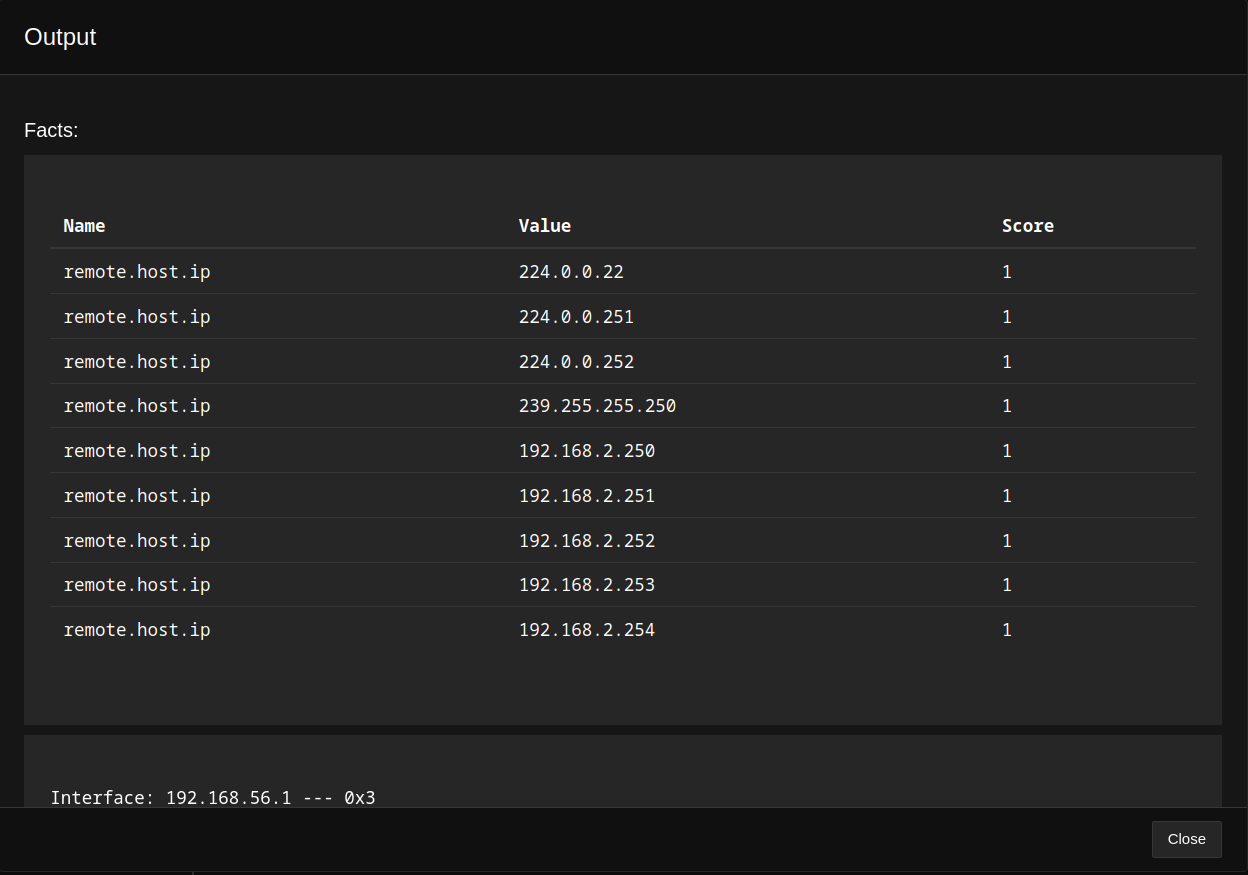 Output
Facts:
Name Value Score
remote.host.ip 224.0.0.22 1
remote.host.ip 224.0.0.251 1
remote.host.ip 224.0.0.252 1
remote.host.ip 239.255.255.250 1
remote.host.ip 192.168.2.250 1
remote.host.ip 192.168.2.251 1
remote.host.ip 192.168.2.252 1
remote.host.ip 192.168.2.253 1
remote.host.ip 192.168.2.254 1
Interface: 192.168.56.1 --- 0x3
Close